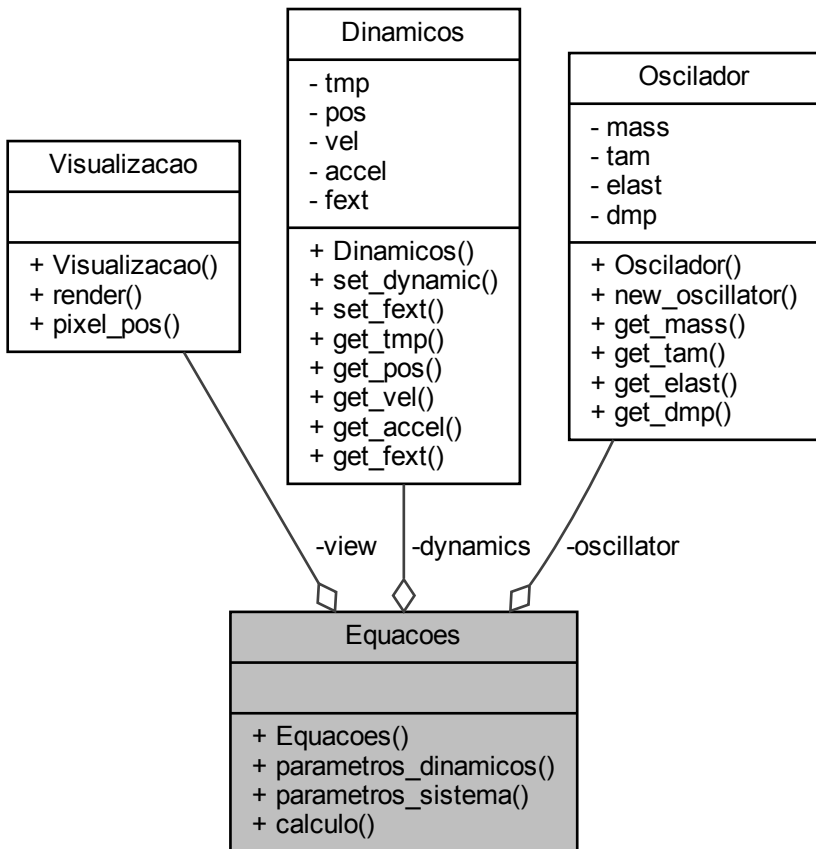 Visualizacao
+ Visualizacao()
+ render()
+ pixel_pos()
Dinamicos
- tmp
- pos
- vel
- accel
- fext
+ Dinamicos()
+ set_dynamic()
+ set_fext()
+ get_tmp()
+ get_pos()
+ get_vel()
+ get_accel()
+ get_fext()
Oscilador
- mass
- tam
- elast
- dmp
+ Oscilador()
+ new_oscillator()
+ get_mass()
+ get_tam()
+ get_elast()
+ get_dmp()
-view
-dynamics
-oscillator
Equacoes
+ Equacoes()
+ parametros_dinamicos()
+ parametros_sistema()
+ calculo()